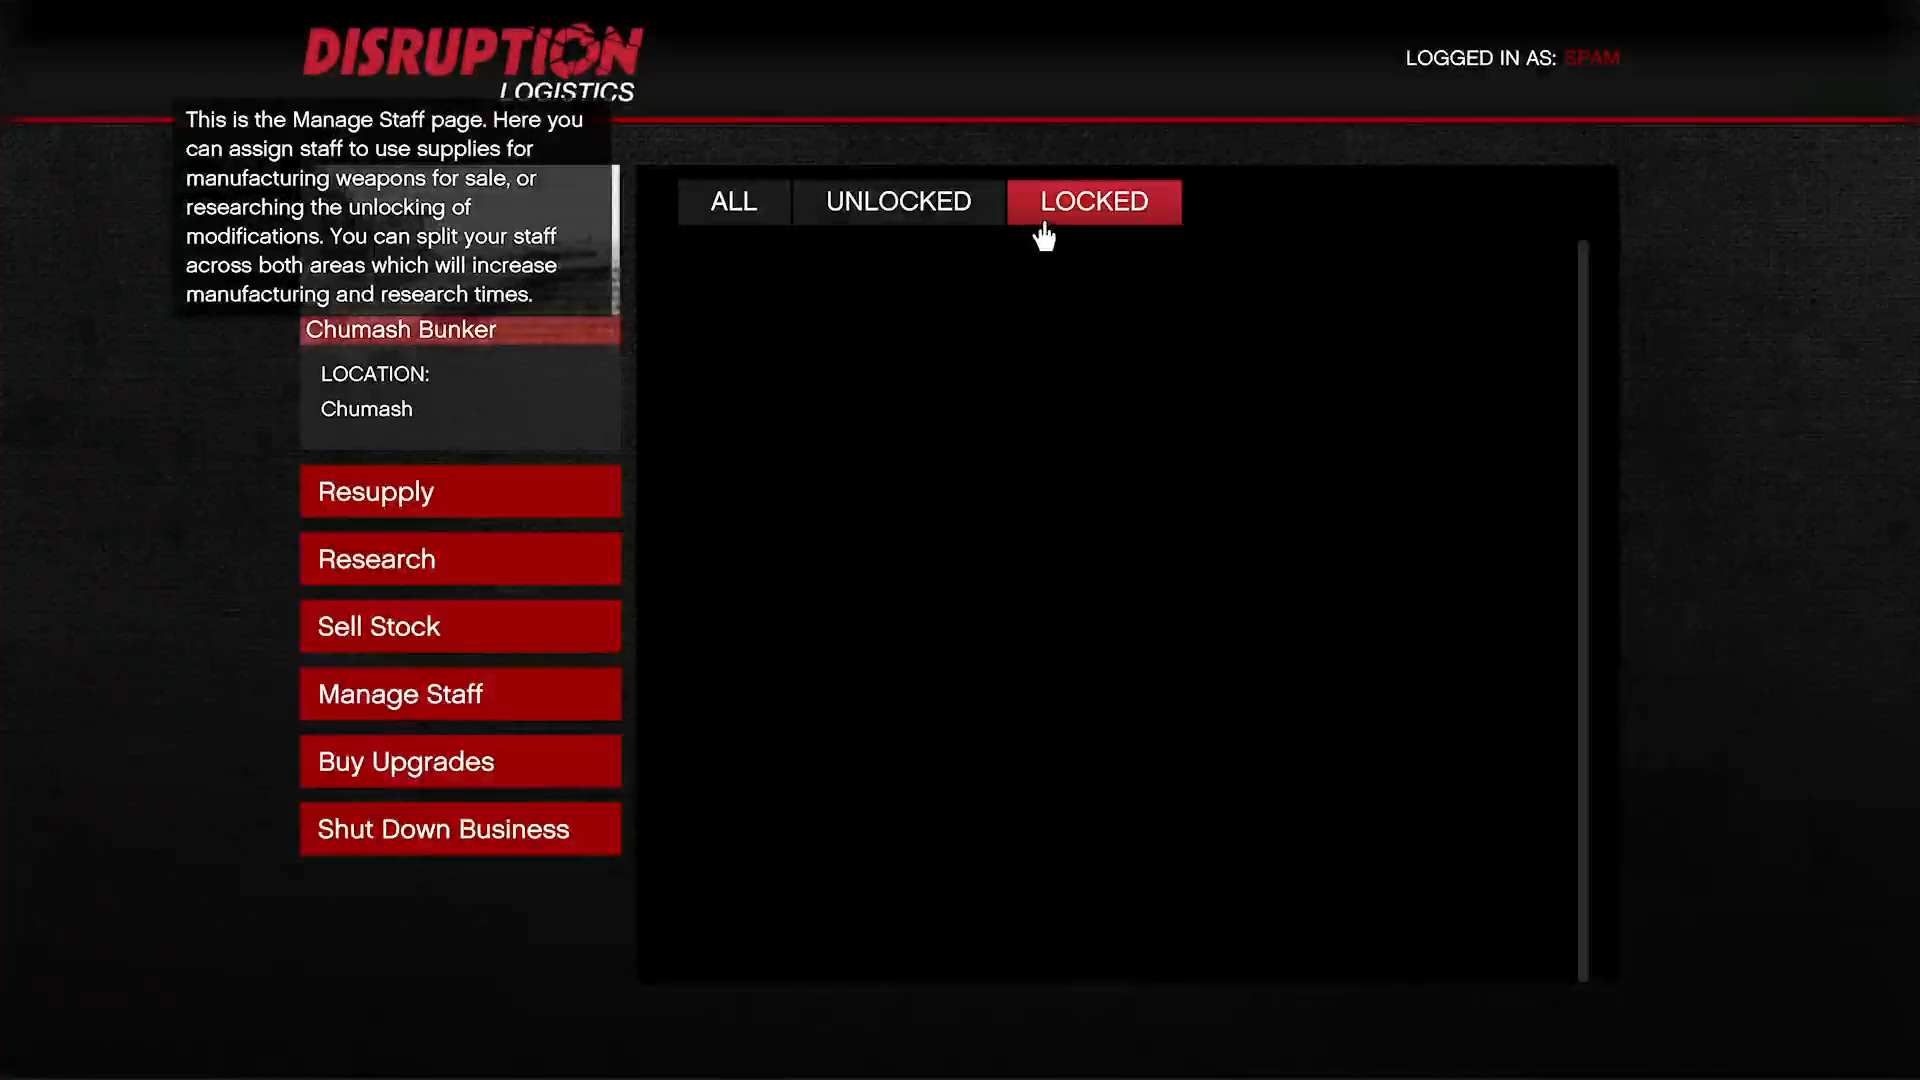 DISRUPTION
LOGISTICS
LOGGED IN AS: SPAM
This is the Manage Staff page. Here you
can assign staff to use supplies for
manufacturing weapons for sale, or
researching the unlocking of
modifications. You can split your staff
across both areas which will increase
manufacturing and research times.
Chumash Bunker
LOCATION:
Chumash
Resupply
Research
Sell Stock
Manage Staff
Buy Upgrades
Shut Down Business
ALL
UNLOCKED
LOCKED